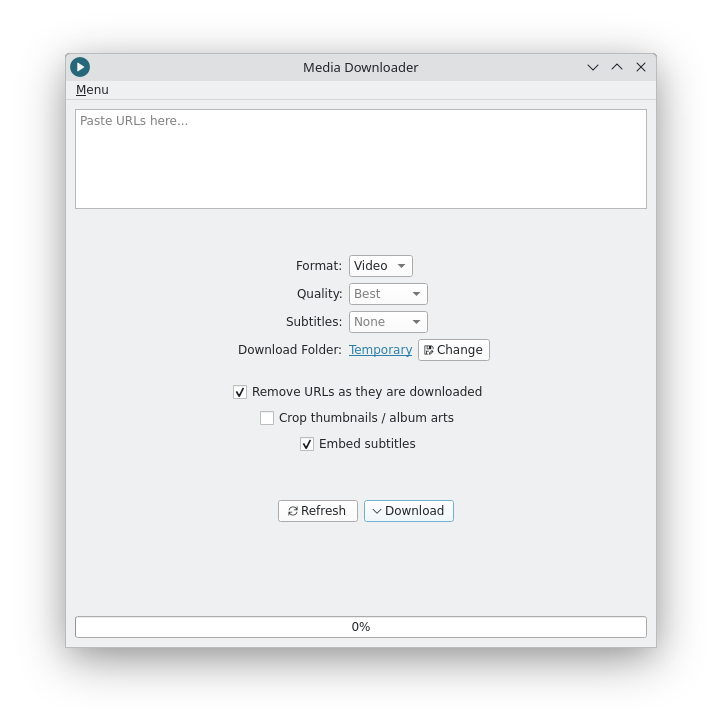 Media Downloader
Menu
Paste URLs here...
Format: Video
Quality: Best
Subtitles: None
Download Folder: Temporary Change
Remove URLs as they are downloaded
Crop thumbnails / album arts
Embed subtitles
Refresh Download
0%